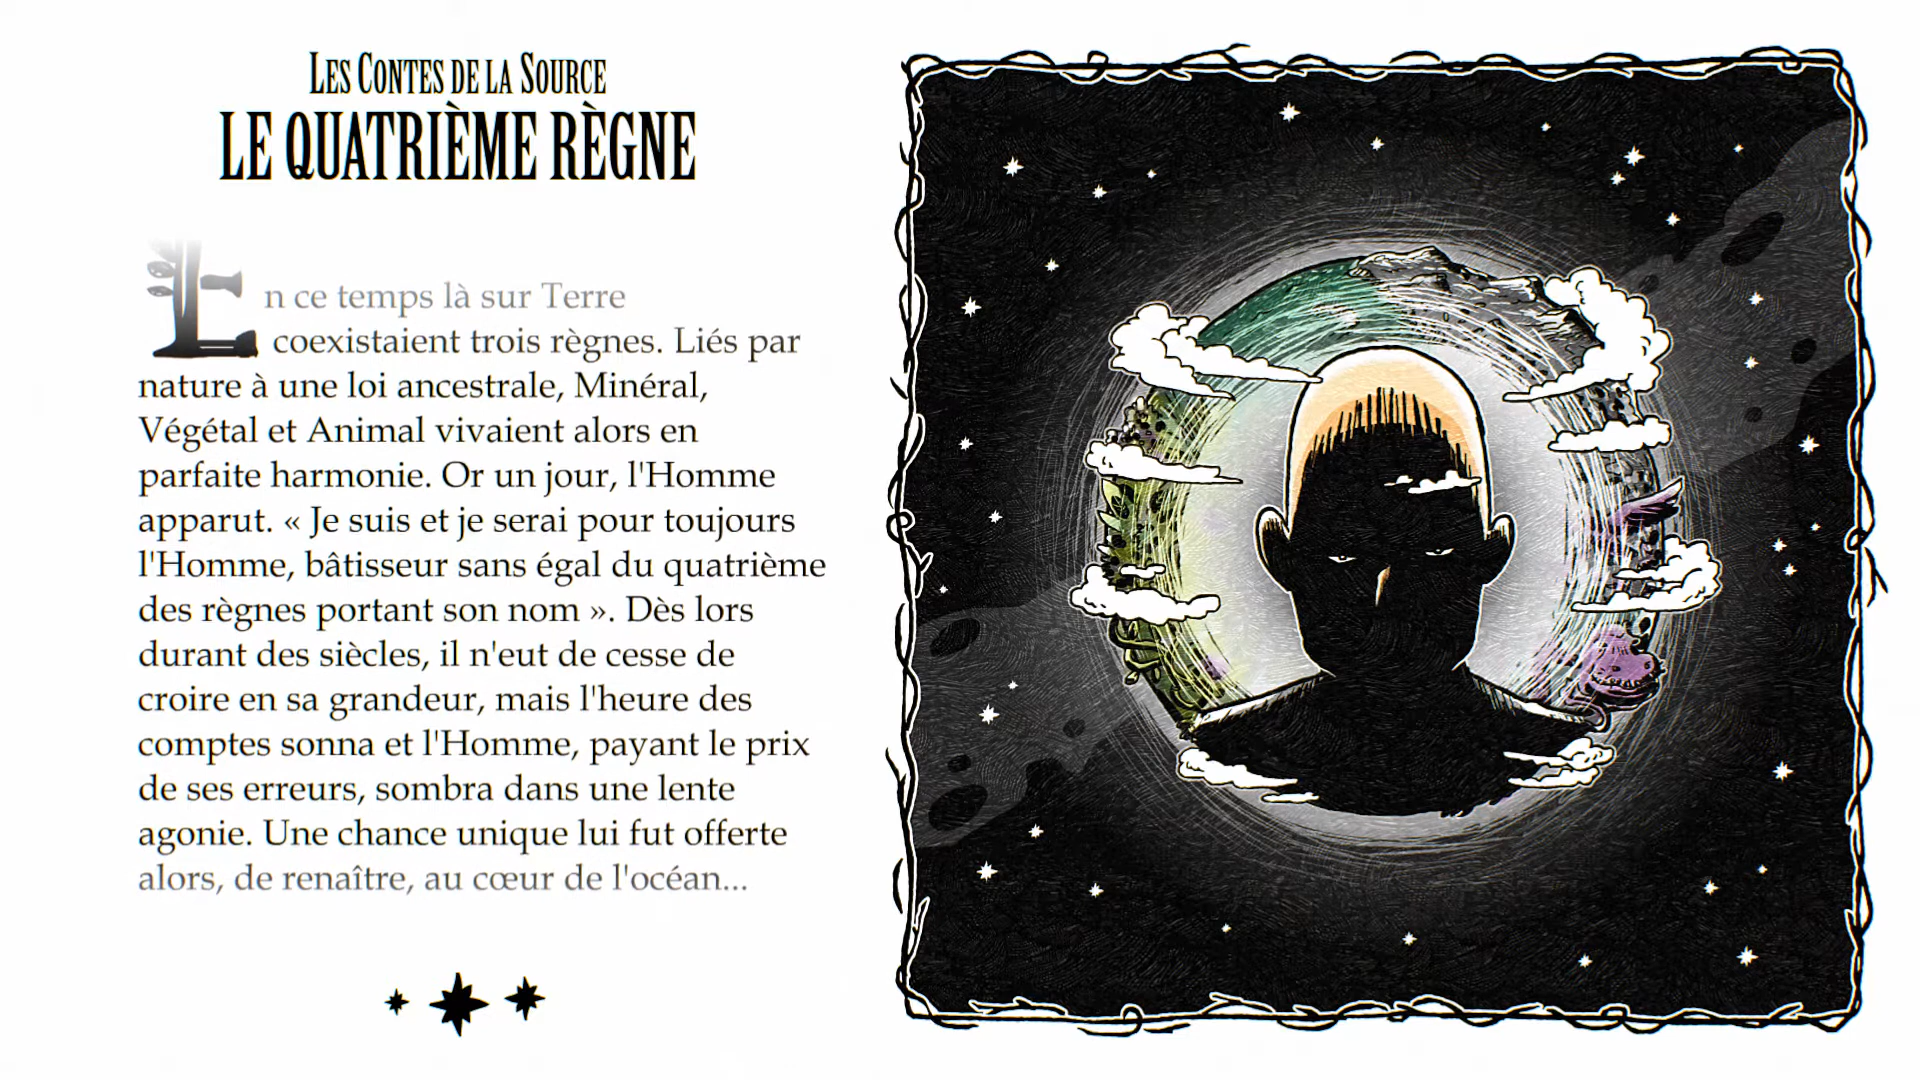 LES CONTES DE LA SOURCE
LE QUATRIÈME RÈGNE
En ce temps là sur Terre
coexistaient trois règnes. Liés par
nature à une loi ancestrale, Minéral,
Végétal et Animal vivaient alors en
parfaite harmonie. Or un jour, l'Homme
apparut. « Je suis et je serai pour toujours
l'Homme, bâtisseur sans égal du quatrième
des règnes portant son nom ». Dès lors
durant des siècles, il n'eut de cesse de
croire en sa grandeur, mais l'heure des
comptes sonna et l'Homme, payant le prix
de ses erreurs, sombra dans une lente
agonie. Une chance unique lui fut offerte
alors, de renaître, au cœur de l'océan...